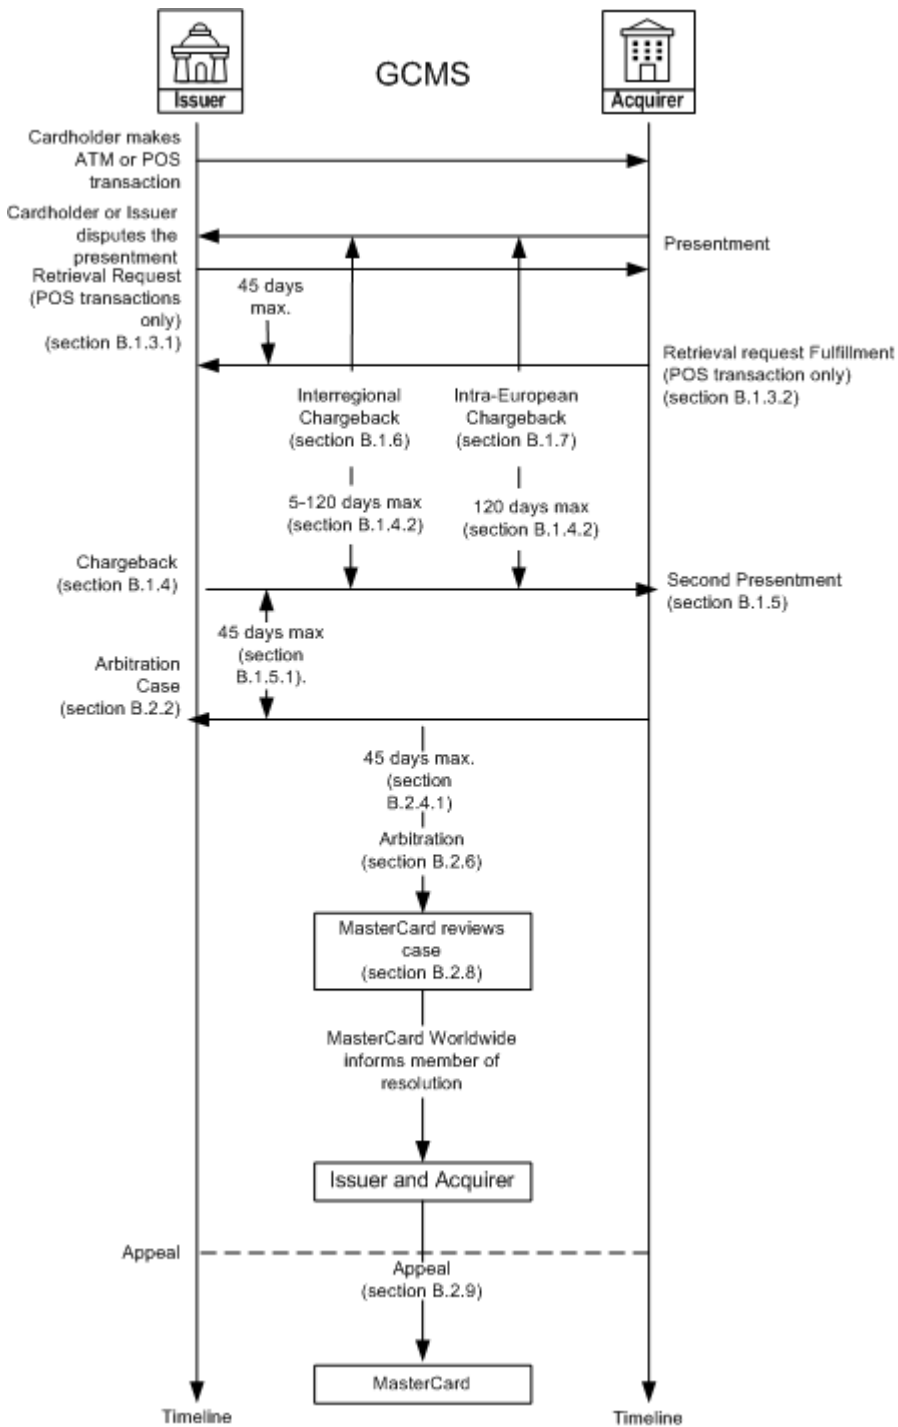 GCMS
Issuer
Acquirer
Cardholder makes
ATM or POS
transaction
Cardholder or Issuer
disputes the
presentment
Presentment
Retrieval Request
(POS transactions
only)
(section B.1.3.1)
45 days
max.
Retrieval request Fulfillment
(POS transaction only)
(section B.1.3.2)
Interregional
Chargeback
(section B.1.6)
Intra-European
Chargeback
(section B.1.7)
5-120 days max
(section B.1.4.2)
120 days max
(section B.1.4.2)
Chargeback
(section B.1.4)
Second Presentment
(section B.1.5)
45 days max
(section
B.1.5.1).
Arbitration
Case
(section B.2.2)
45 days max.
(section
B.2.4.1)
Arbitration
(section B.2.6)
MasterCard reviews
case
(section B.2.8)
MasterCard Worldwide
informs member of
resolution
Issuer and Acquirer
Appeal
Appeal
(section B.2.9)
MasterCard
Timeline
Timeline